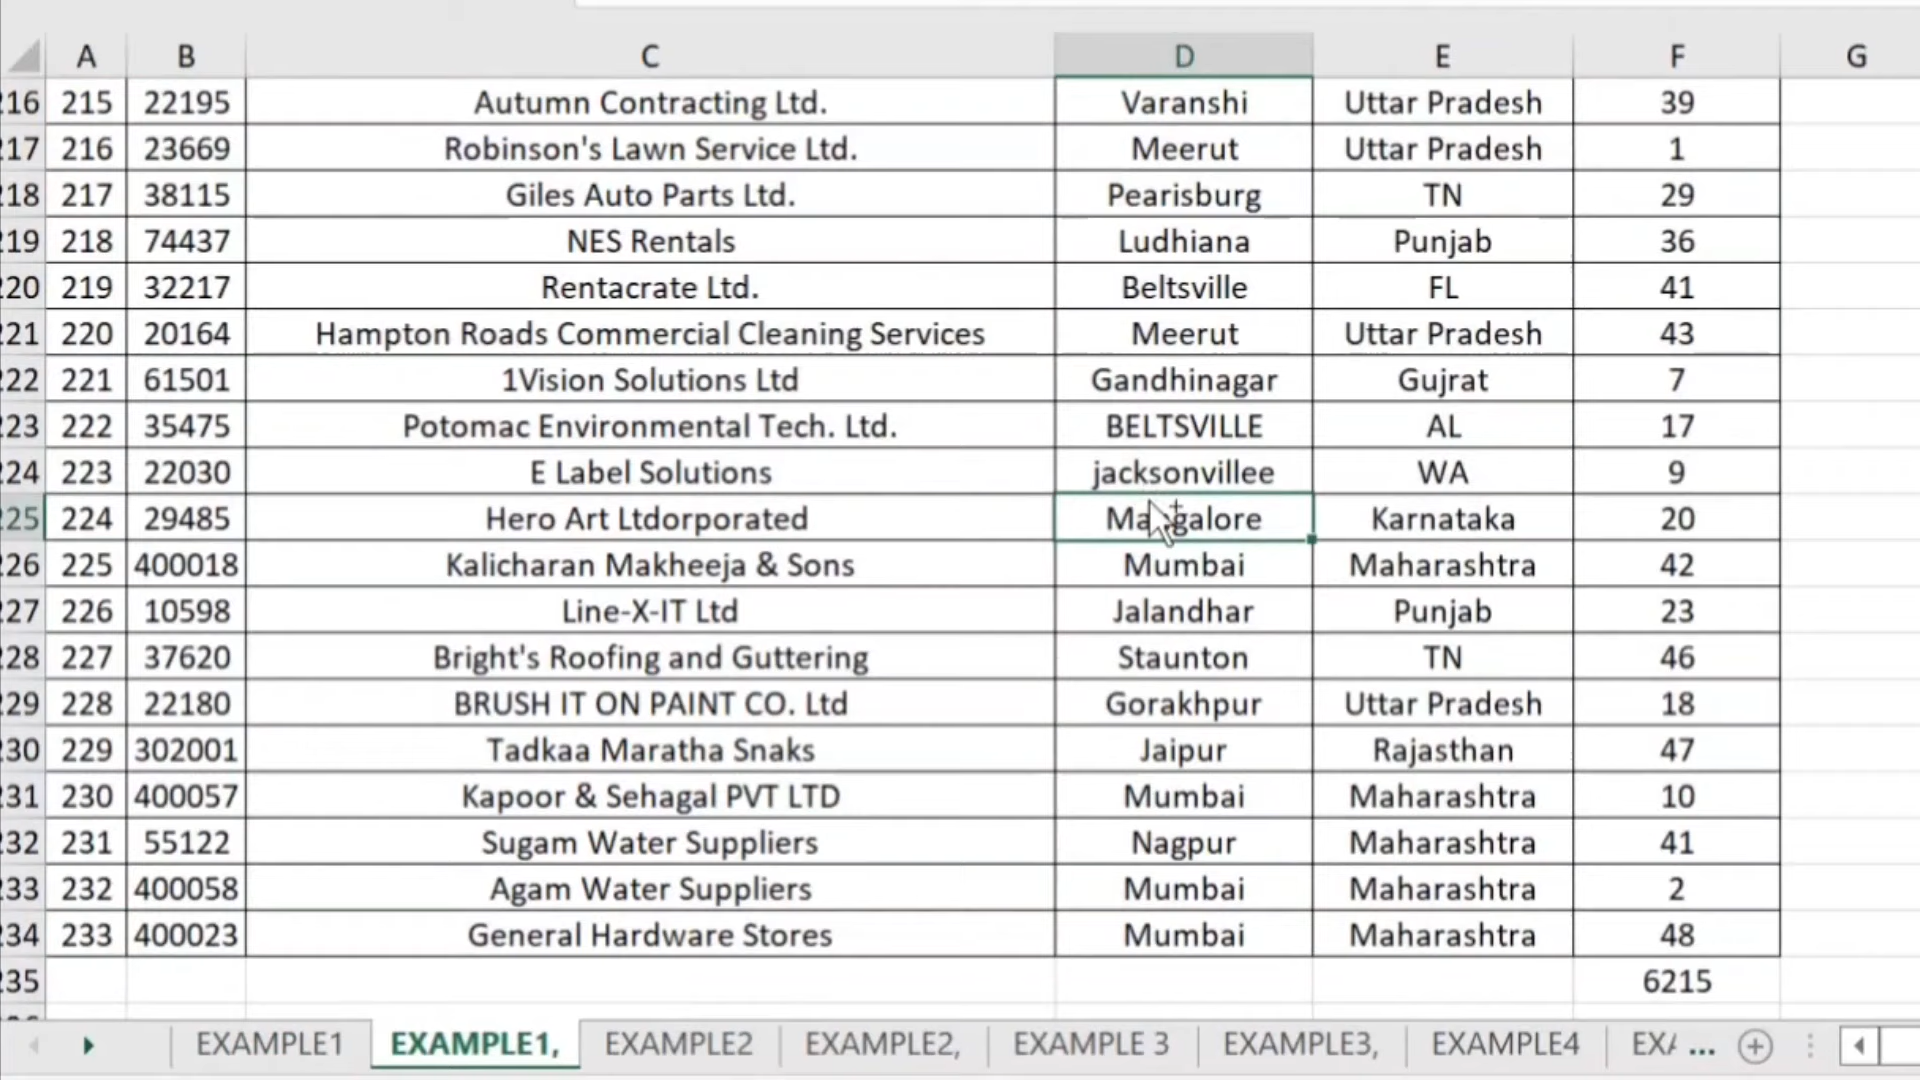 A B C D E F G
216 215 22195 Autumn Contracting Ltd. Varanshi Uttar Pradesh 39
217 216 23669 Robinson's Lawn Service Ltd. Meerut Uttar Pradesh 1
218 217 38115 Giles Auto Parts Ltd. Pearisburg TN 29
219 218 74437 NES Rentals Ludhiana Punjab 36
220 219 32217 Rentacrate Ltd. Beltsville FL 41
221 220 20164 Hampton Roads Commercial Cleaning Services Meerut Uttar Pradesh 43
222 221 61501 1Vision Solutions Ltd Gandhinagar Gujrat 7
223 222 35475 Potomac Environmental Tech. Ltd. BELTSVILLE AL 17
224 223 22030 E Label Solutions jacksonvillee WA 9
225 224 29485 Hero Art Ltdorporated Mangalore Karnataka 20
226 225 400018 Kalicharan Makheeja & Sons Mumbai Maharashtra 42
227 226 10598 Line-X-IT Ltd Jalandhar Punjab 23
228 227 37620 Bright's Roofing and Guttering Staunton TN 46
229 228 22180 BRUSH IT ON PAINT CO. Ltd Gorakhpur Uttar Pradesh 18
230 229 302001 Tadkaa Maratha Snaks Jaipur Rajasthan 47
231 230 400057 Kapoor & Sehagal PVT LTD Mumbai Maharashtra 10
232 231 55122 Sugam Water Suppliers Nagpur Maharashtra 41
233 232 400058 Agam Water Suppliers Mumbai Maharashtra 2
234 233 400023 General Hardware Stores Mumbai Maharashtra 48
235 6215
EXAMPLE1 EXAMPLE1, EXAMPLE2 EXAMPLE2, EXAMPLE 3 EXAMPLE3, EXAMPLE4 EXA ...